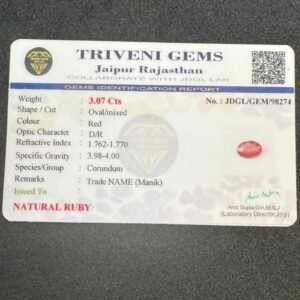 TRIVENI GEMS
Jaipur Rajasthan
COLLABORATE WITH JDGL LAB
GEMS IDENTIFICATION REPORT
Weight : 3.07 Cts No. : JDGL/GEM/98274
Shape / Cut : Oval/mixed
Colour : Red
Optic Character : D/R
Refractive Index : 1.762-1.770
Specific Gravity : 3.98-4.00
Species/Group : Corundum
Remarks : Trade NAME (Manik)
Issued To :
NATURAL RUBY
Amit Gupta
(Laboratory Director, Jdgl)